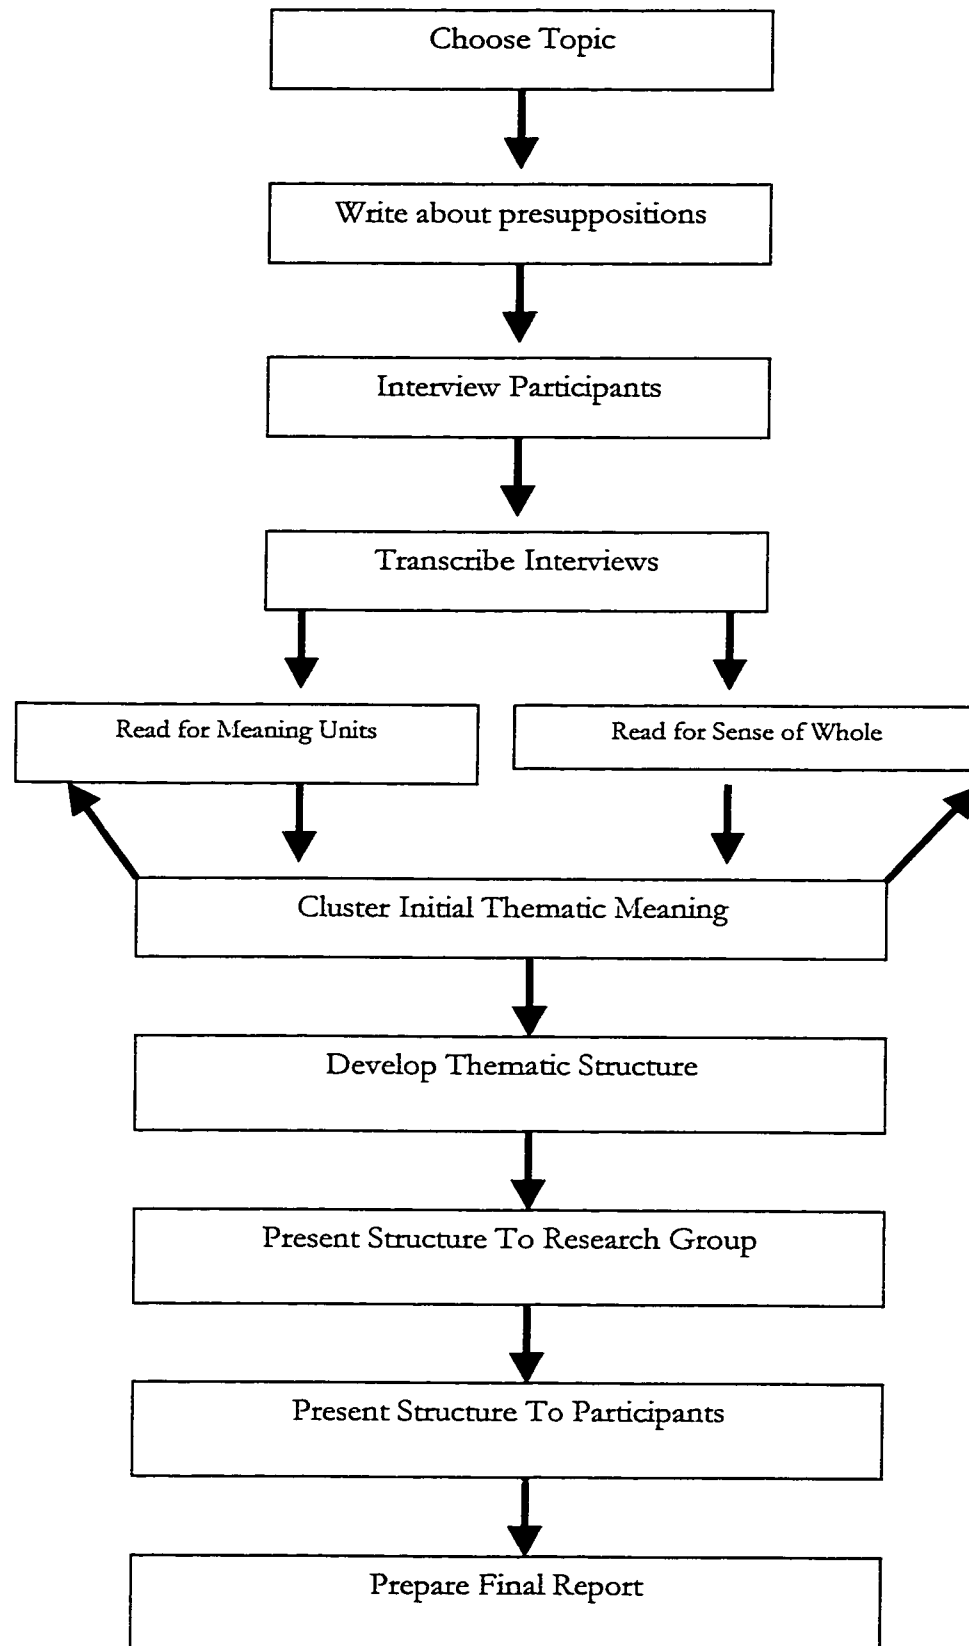 Choose Topic
Write about presuppositions
Interview Participants
Transcribe Interviews
Read for Meaning Units
Read for Sense of Whole
Cluster Initial Thematic Meaning
Develop Thematic Structure
Present Structure To Research Group
Present Structure To Participants
Prepare Final Report